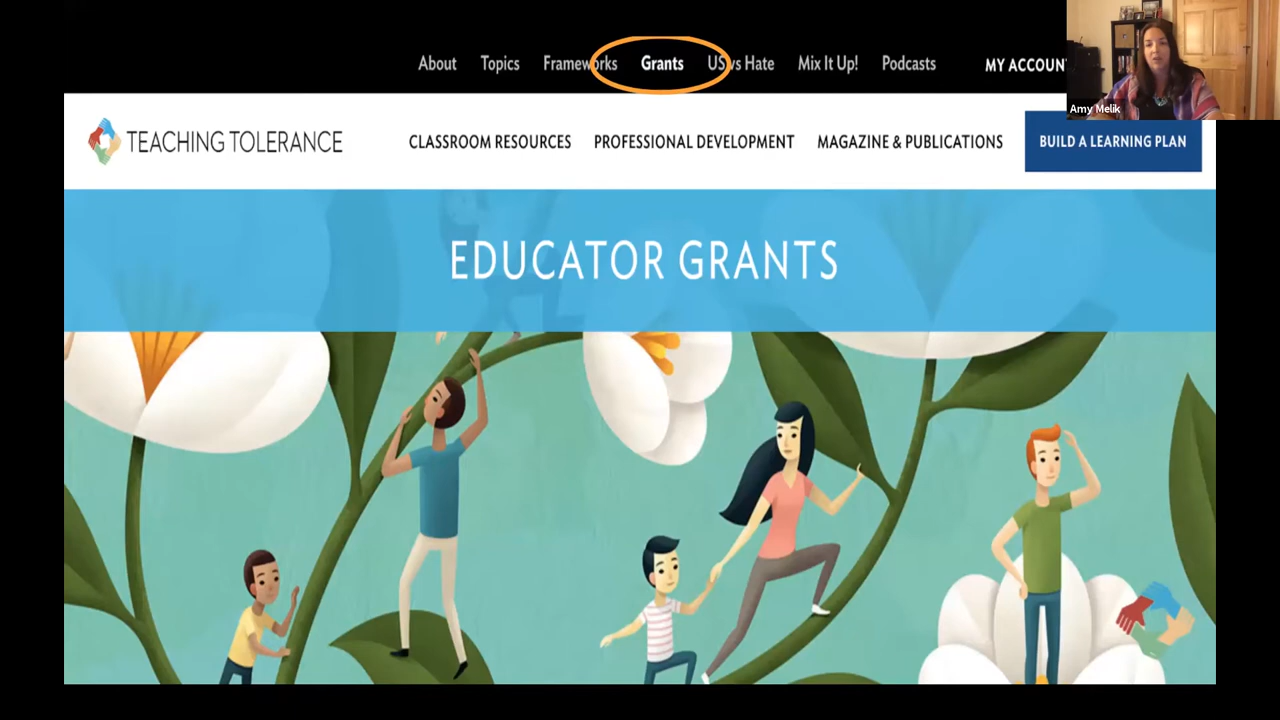 About Topics Frameworks Grants US vs Hate Mix It Up! Podcasts MY ACCOUNT
Amy Melik
TEACHING TOLERANCE CLASSROOM RESOURCES PROFESSIONAL DEVELOPMENT MAGAZINE & PUBLICATIONS BUILD A LEARNING PLAN
EDUCATOR GRANTS